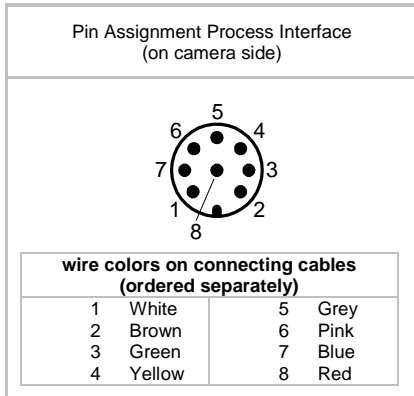 Pin Assignment Process Interface
(on camera side)
5
6 4
7 3
1 2
8
wire colors on connecting cables
(ordered separately)
1 White 5 Grey
2 Brown 6 Pink
3 Green 7 Blue
4 Yellow 8 Red